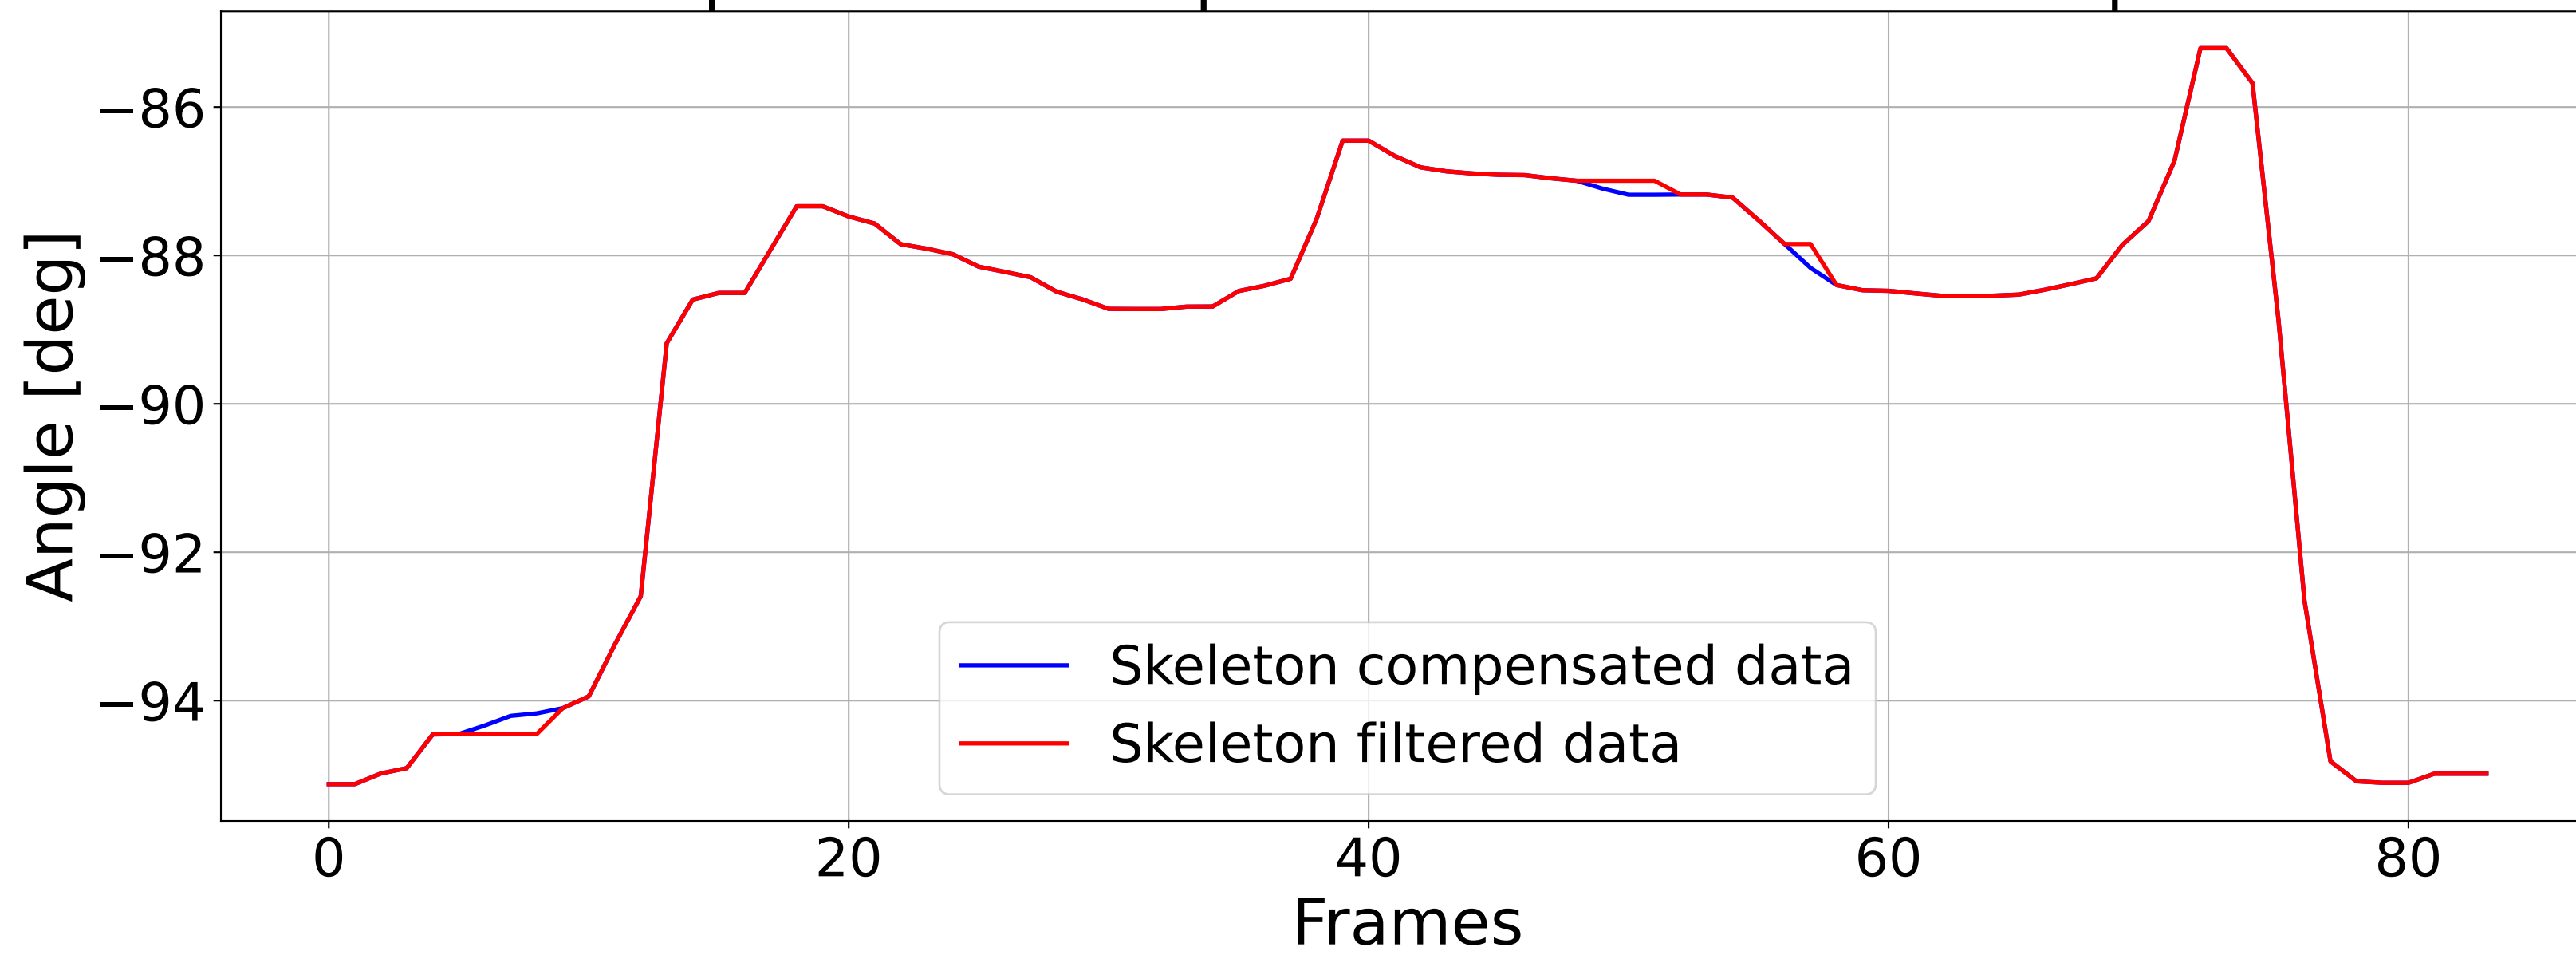 −86
−88
−90
−92
−94
Angle [deg]
Skeleton compensated data
Skeleton filtered data
0 20 40 60 80
Frames